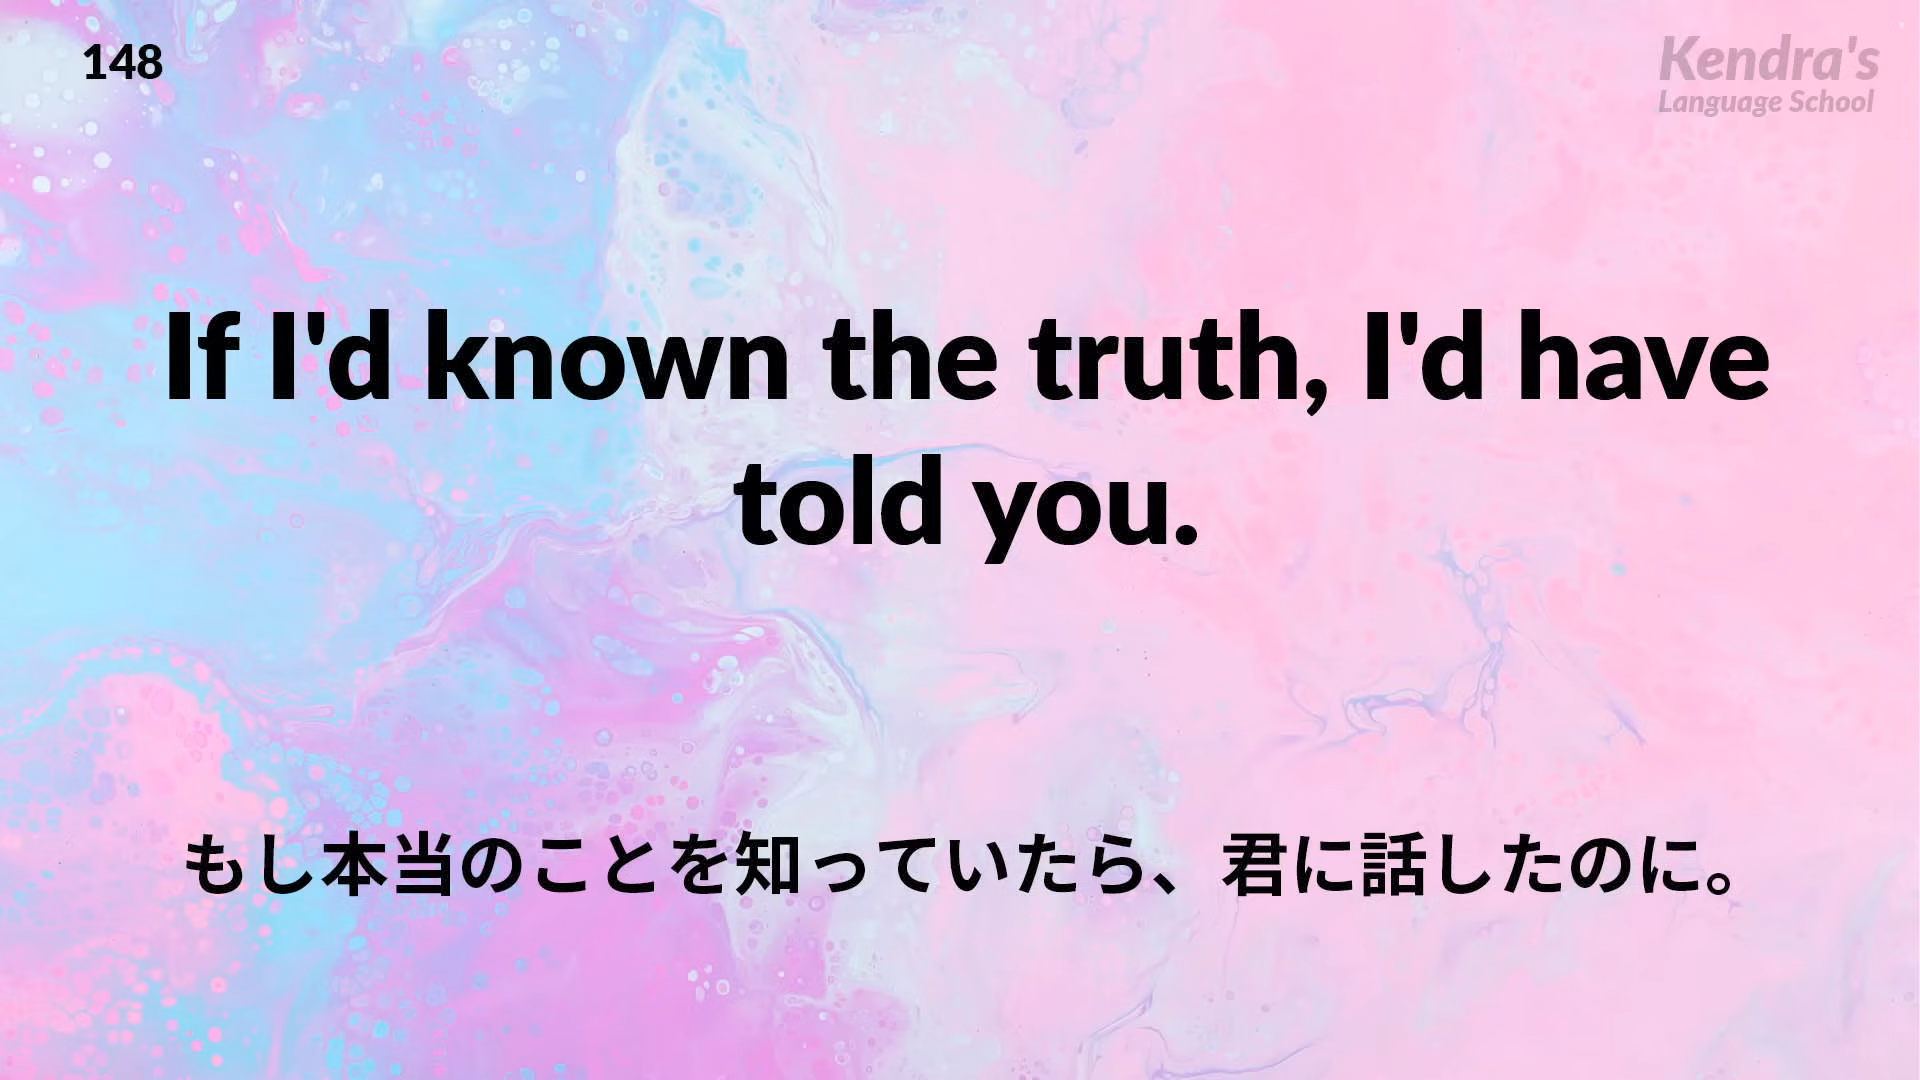 148
Kendra's
Language School
If I'd known the truth, I'd have
told you.
もし本当のことを知っていたら、君に話したのに。